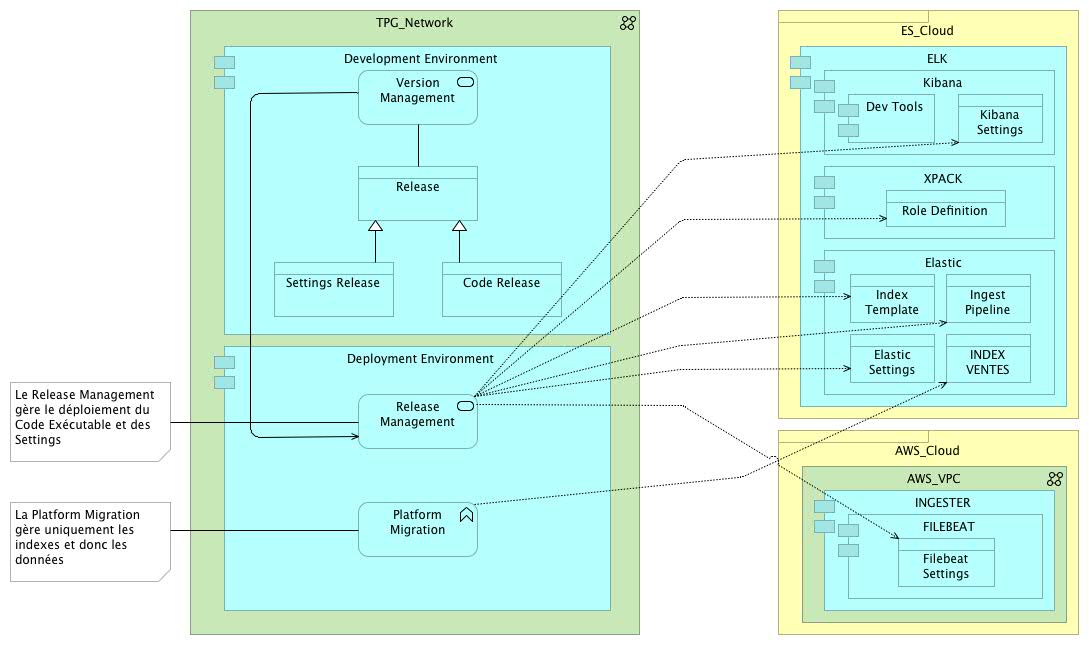 TPG_Network
Development Environment
Version
Management
Release
Settings Release
Code Release
Deployment Environment
Release
Management
Platform
Migration
Le Release Management
gère le déploiement du
Code Exécutable et des
Settings
La Platform Migration
gère uniquement les
indexes et donc les
données
ES_Cloud
ELK
Kibana
Dev Tools
Kibana
Settings
XPACK
Role Definition
Elastic
Index
Template
Ingest
Pipeline
Elastic
Settings
INDEX
VENTES
AWS_Cloud
AWS_VPC
INGESTER
FILEBEAT
Filebeat
Settings